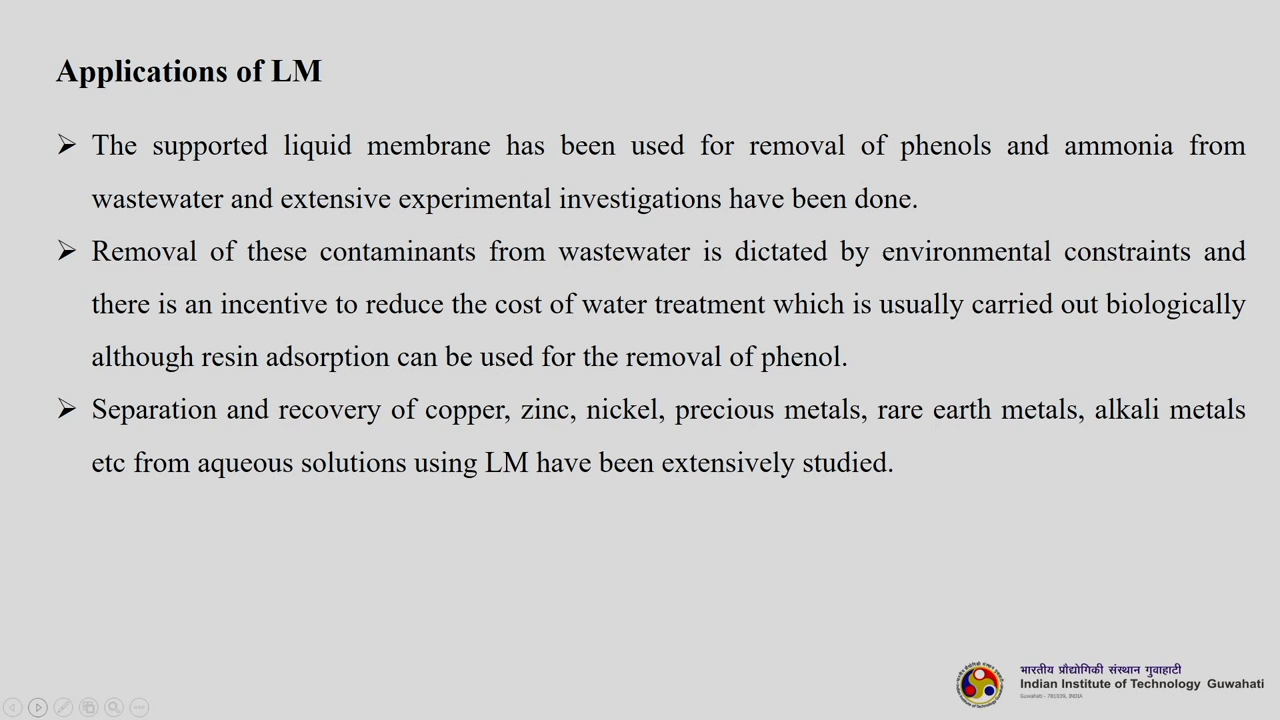 Applications of LM
➢ The supported liquid membrane has been used for removal of phenols and ammonia from
wastewater and extensive experimental investigations have been done.
➢ Removal of these contaminants from wastewater is dictated by environmental constraints and
there is an incentive to reduce the cost of water treatment which is usually carried out biologically
although resin adsorption can be used for the removal of phenol.
➢ Separation and recovery of copper, zinc, nickel, precious metals, rare earth metals, alkali metals
etc from aqueous solutions using LM have been extensively studied.
भारतीय प्रौद्योगिकी संस्थान गुवाहाटी
Indian Institute of Technology Guwahati
Guwahati - 781039, INDIA